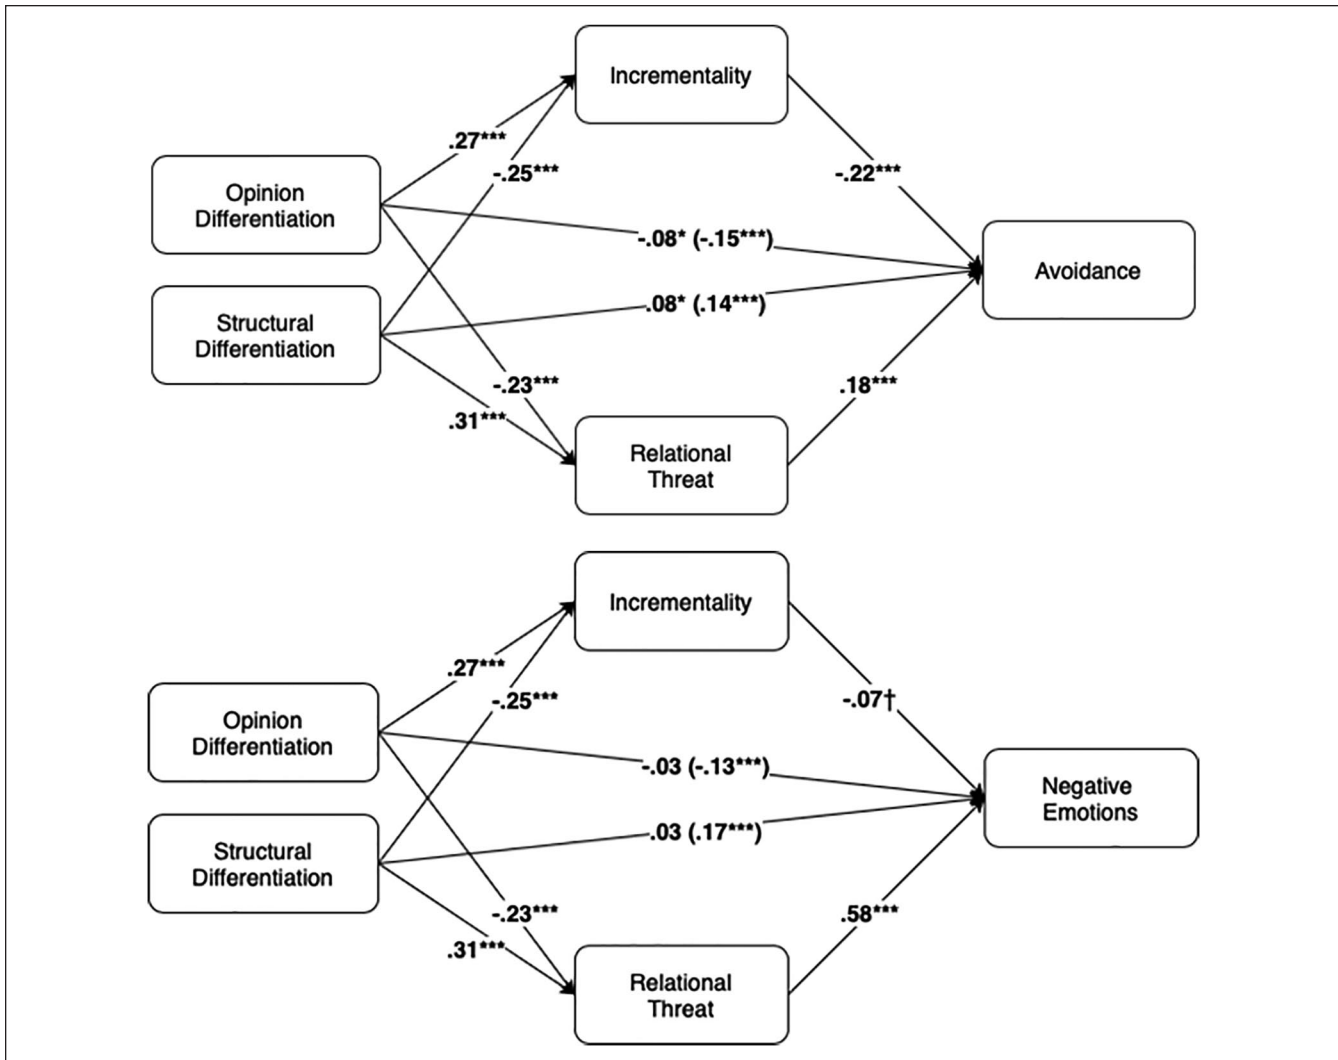 Incrementality
.27***
-.25***
-.22***
Opinion
Differentiation
-.08* (-.15***)
Avoidance
.08* (.14***)
Structural
Differentiation
-.23***
.31***
.18***
Relational
Threat
Incrementality
.27***
-.25***
-.07†
Opinion
Differentiation
-.03 (-.13***)
Negative
Emotions
.03 (.17***)
Structural
Differentiation
-.23***
.31***
.58***
Relational
Threat